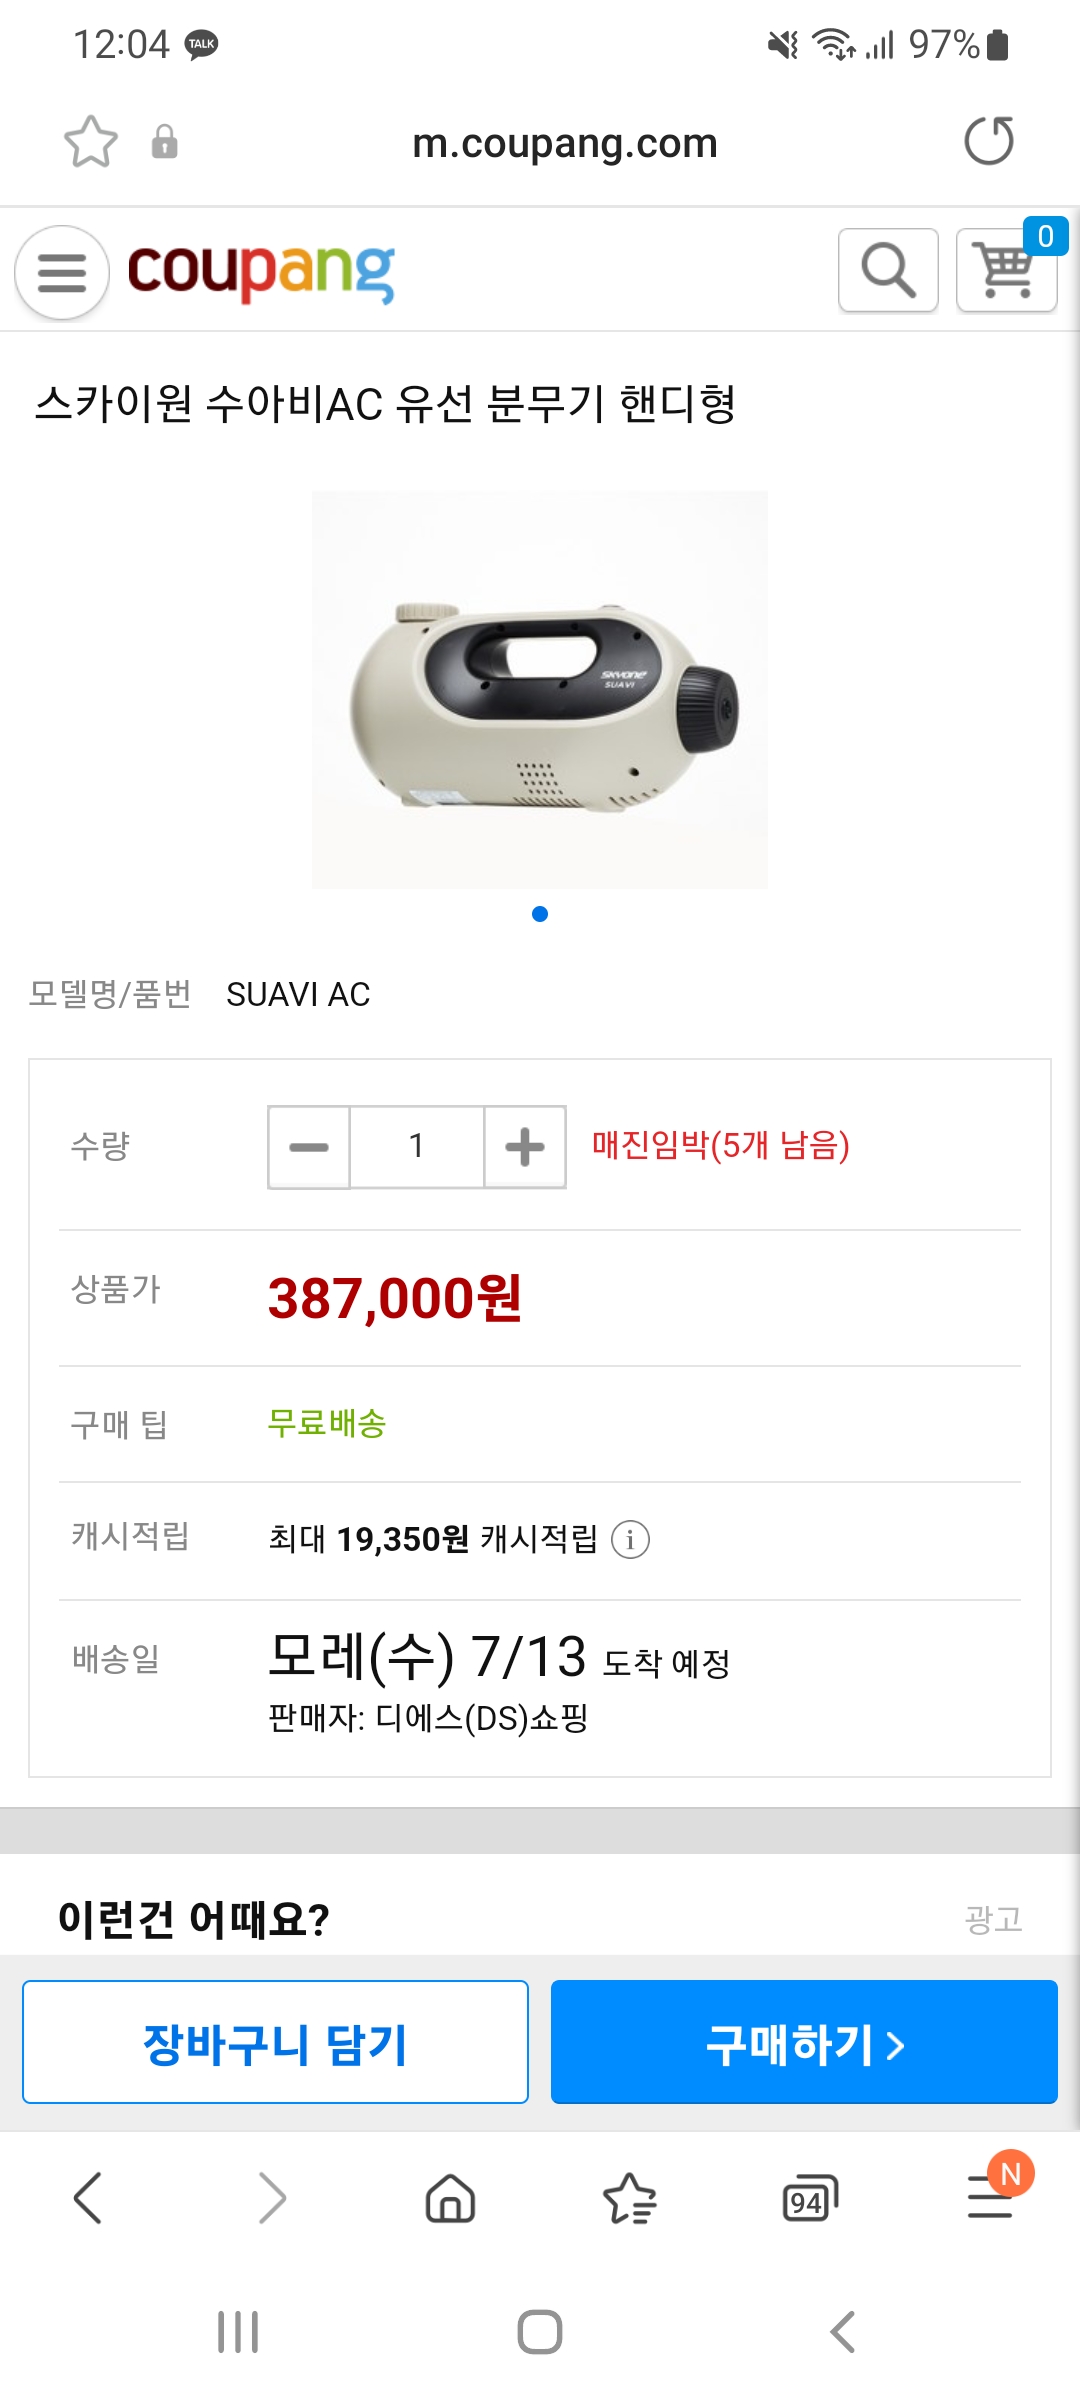 12:04 TALK 97%
m.coupang.com
coupang 0
스카이원 수아비AC 유선 분무기 핸디형
SKYONE
SUAVI
모델명/품번 SUAVI AC
수량 1 매진임박(5개 남음)
상품가 387,000원
구매 팁 무료배송
캐시적립 최대 19,350원 캐시적립 i
배송일 모레(수) 7/13 도착 예정
판매자: 디에스(DS)쇼핑
이런건 어때요? 광고
장바구니 담기 구매하기
94 N